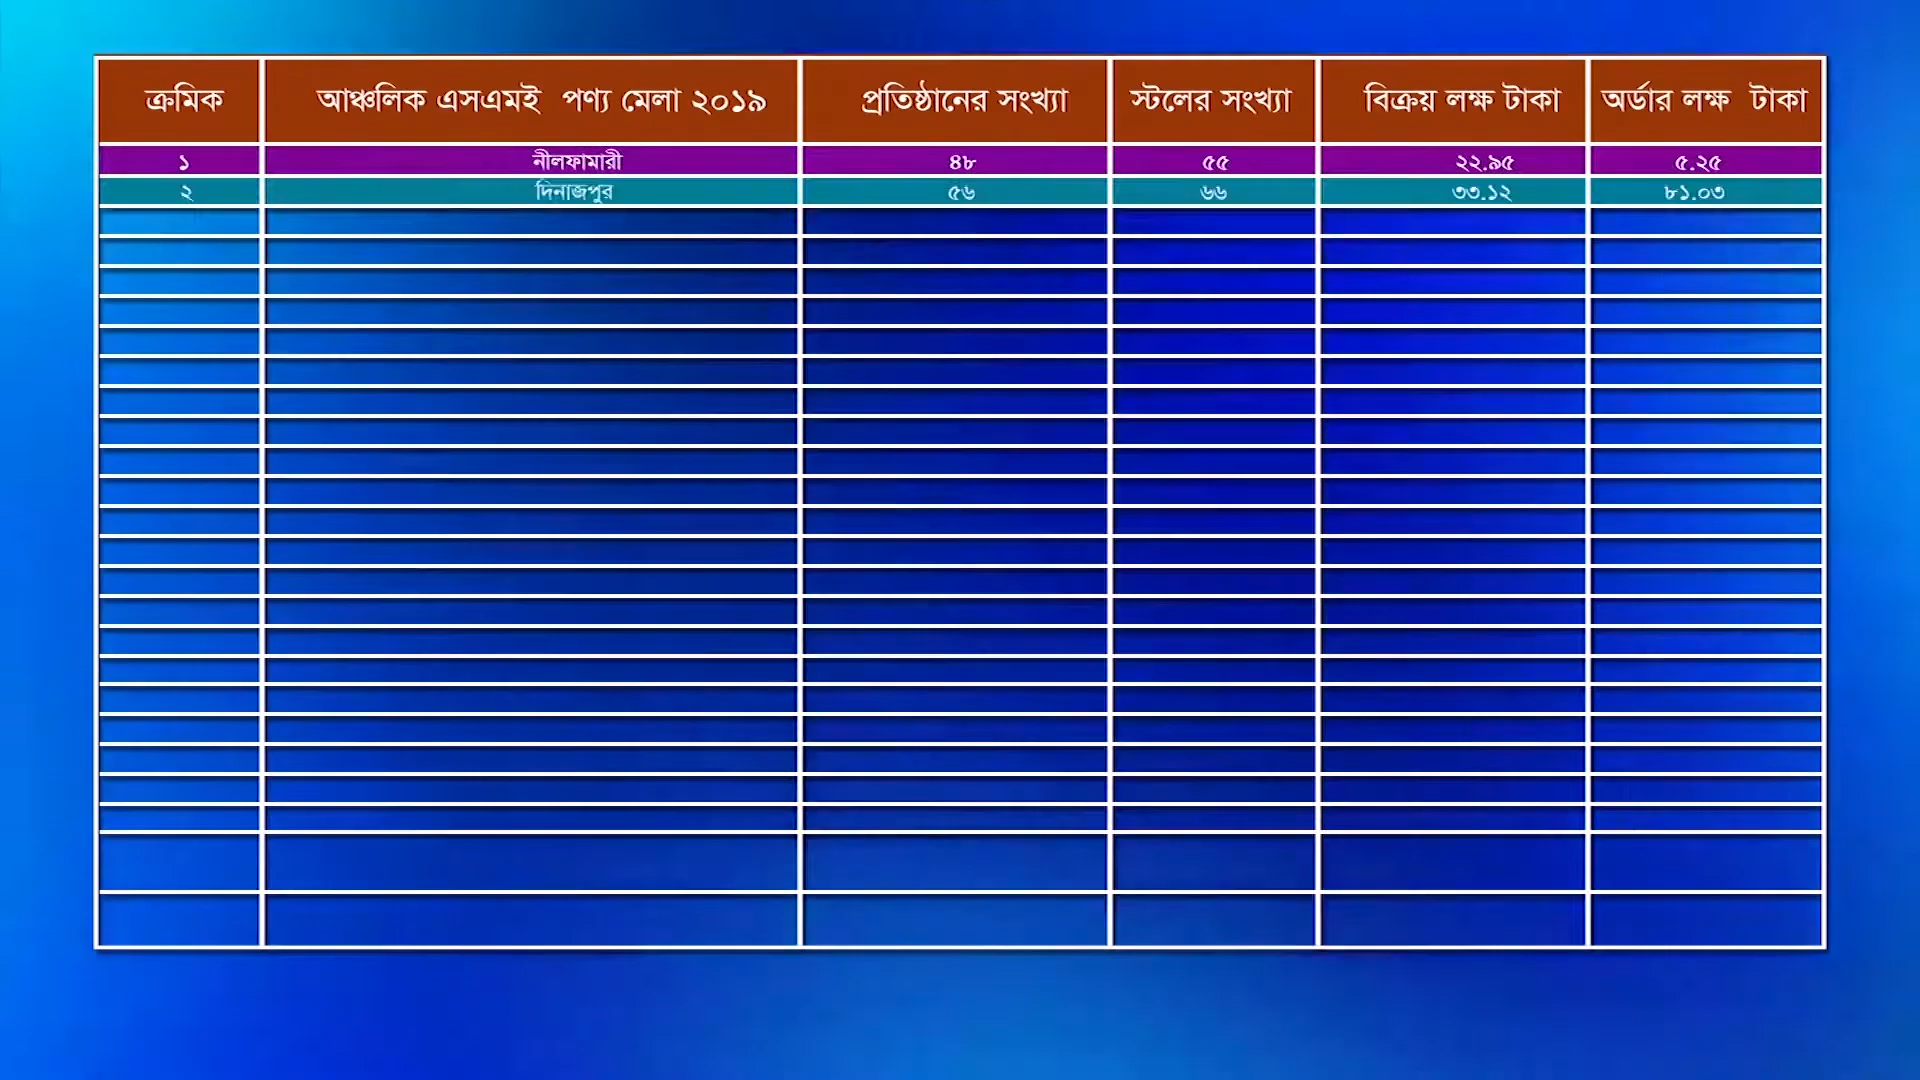 ক্রমিক আঞ্চলিক এসএমই পণ্য মেলা ২০১৯ প্রতিষ্ঠানের সংখ্যা স্টলের সংখ্যা বিক্রয় লক্ষ টাকা অর্ডার লক্ষ টাকা
১ নীলফামারী ৪৮ ৫৫ ২২.৯৫ ৫.২৫
২ দিনাজপুর ৫৬ ৬৬ ৩৩.১২ ৮১.০৩